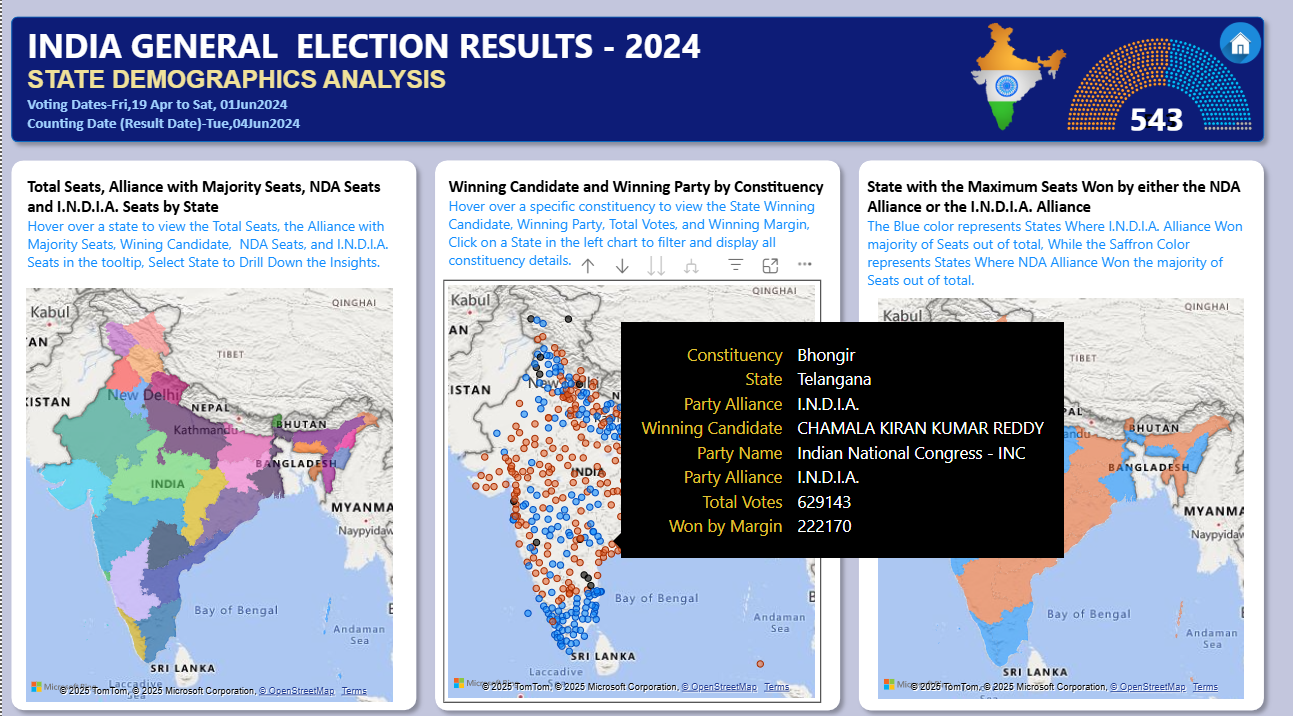 INDIA GENERAL ELECTION RESULTS - 2024
STATE DEMOGRAPHICS ANALYSIS
Voting Dates-Fri,19 Apr to Sat, 01Jun2024
Counting Date (Result Date)-Tue,04Jun2024
543
Total Seats, Alliance with Majority Seats, NDA Seats
and I.N.D.I.A. Seats by State
Hover over a state to view the Total Seats, the Alliance with
Majority Seats, Wining Candidate, NDA Seats, and I.N.D.I.A.
Seats in the tooltip, Select State to Drill Down the Insights.
QINGHAI
Kabul
AN
TIBET
KISTAN
New Delhi
NEPAL
Kathmandu
BHUTAN
BANGLADESH
INDIA
MYANMA
Naypyidaw
Bay of Bengal
Andaman
Sea
SRI LANKA
Laccadive
© 2025 TomTom, © 2025 Microsoft Corporation, © OpenStreetMap Terms
Winning Candidate and Winning Party by Constituency
Hover over a specific constituency to view the State Winning
Candidate, Winning Party, Total Votes, and Winning Margin,
Click on a State in the left chart to filter and display all
constituency details.
QINGHAI
Kabul
AN
ISTAN
New Delhi
INDIA
Constituency Bhongir
State Telangana
Party Alliance I.N.D.I.A.
Winning Candidate CHAMALA KIRAN KUMAR REDDY
Party Name Indian National Congress - INC
Party Alliance I.N.D.I.A.
Total Votes 629143
Won by Margin 222170
Bay of Bengal
Andaman
Sea
SRI LANKA
Laccadive
Sea
© 2025 TomTom, © 2025 Microsoft Corporation, © OpenStreetMap Terms
State with the Maximum Seats Won by either the NDA
Alliance or the I.N.D.I.A. Alliance
The Blue color represents States Where I.N.D.I.A. Alliance Won
majority of Seats out of total, While the Saffron Color
represents States Where NDA Alliance Won the majority of
Seats out of total.
QINGHAI
Kabul
TIBET
PAL
andu
BHUTAN
BANGLADESH
MYANMA
Naypyidaw
Bay of Bengal
Andaman
Sea
SRI LANKA
© 2025 TomTom, © 2025 Microsoft Corporation, © OpenStreetMap Terms